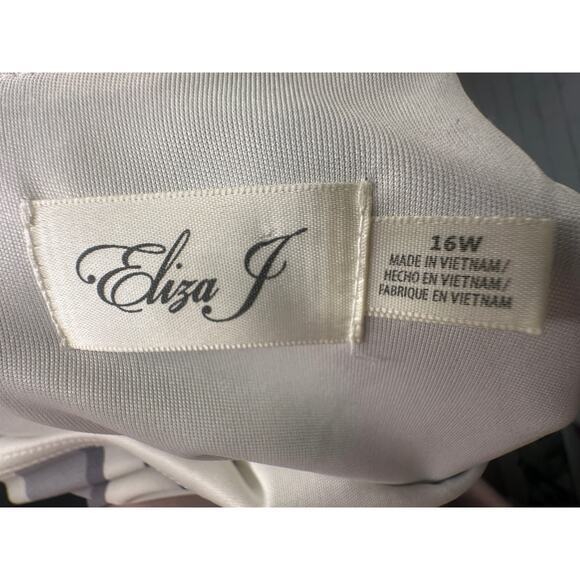 Eliza J
16W
MADE IN VIETNAM/
HECHO EN VIETNAM/
FABRIQUE EN VIETNAM